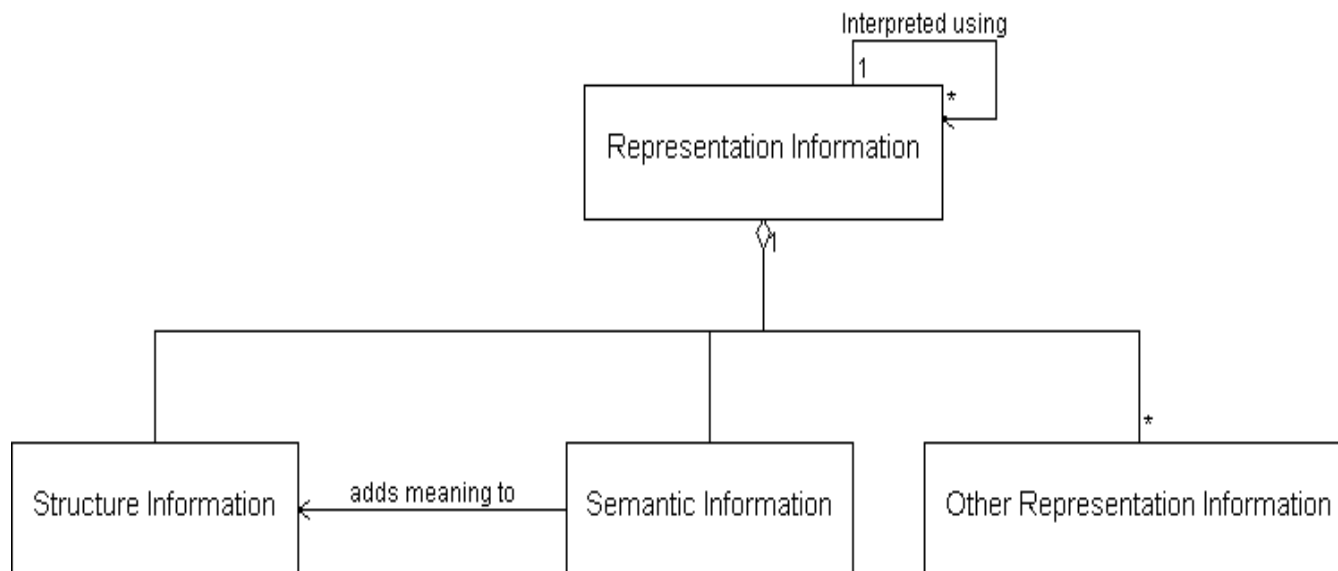 Interpreted using
1
*
Representation Information
1
*
Structure Information
adds meaning to
Semantic Information
Other Representation Information